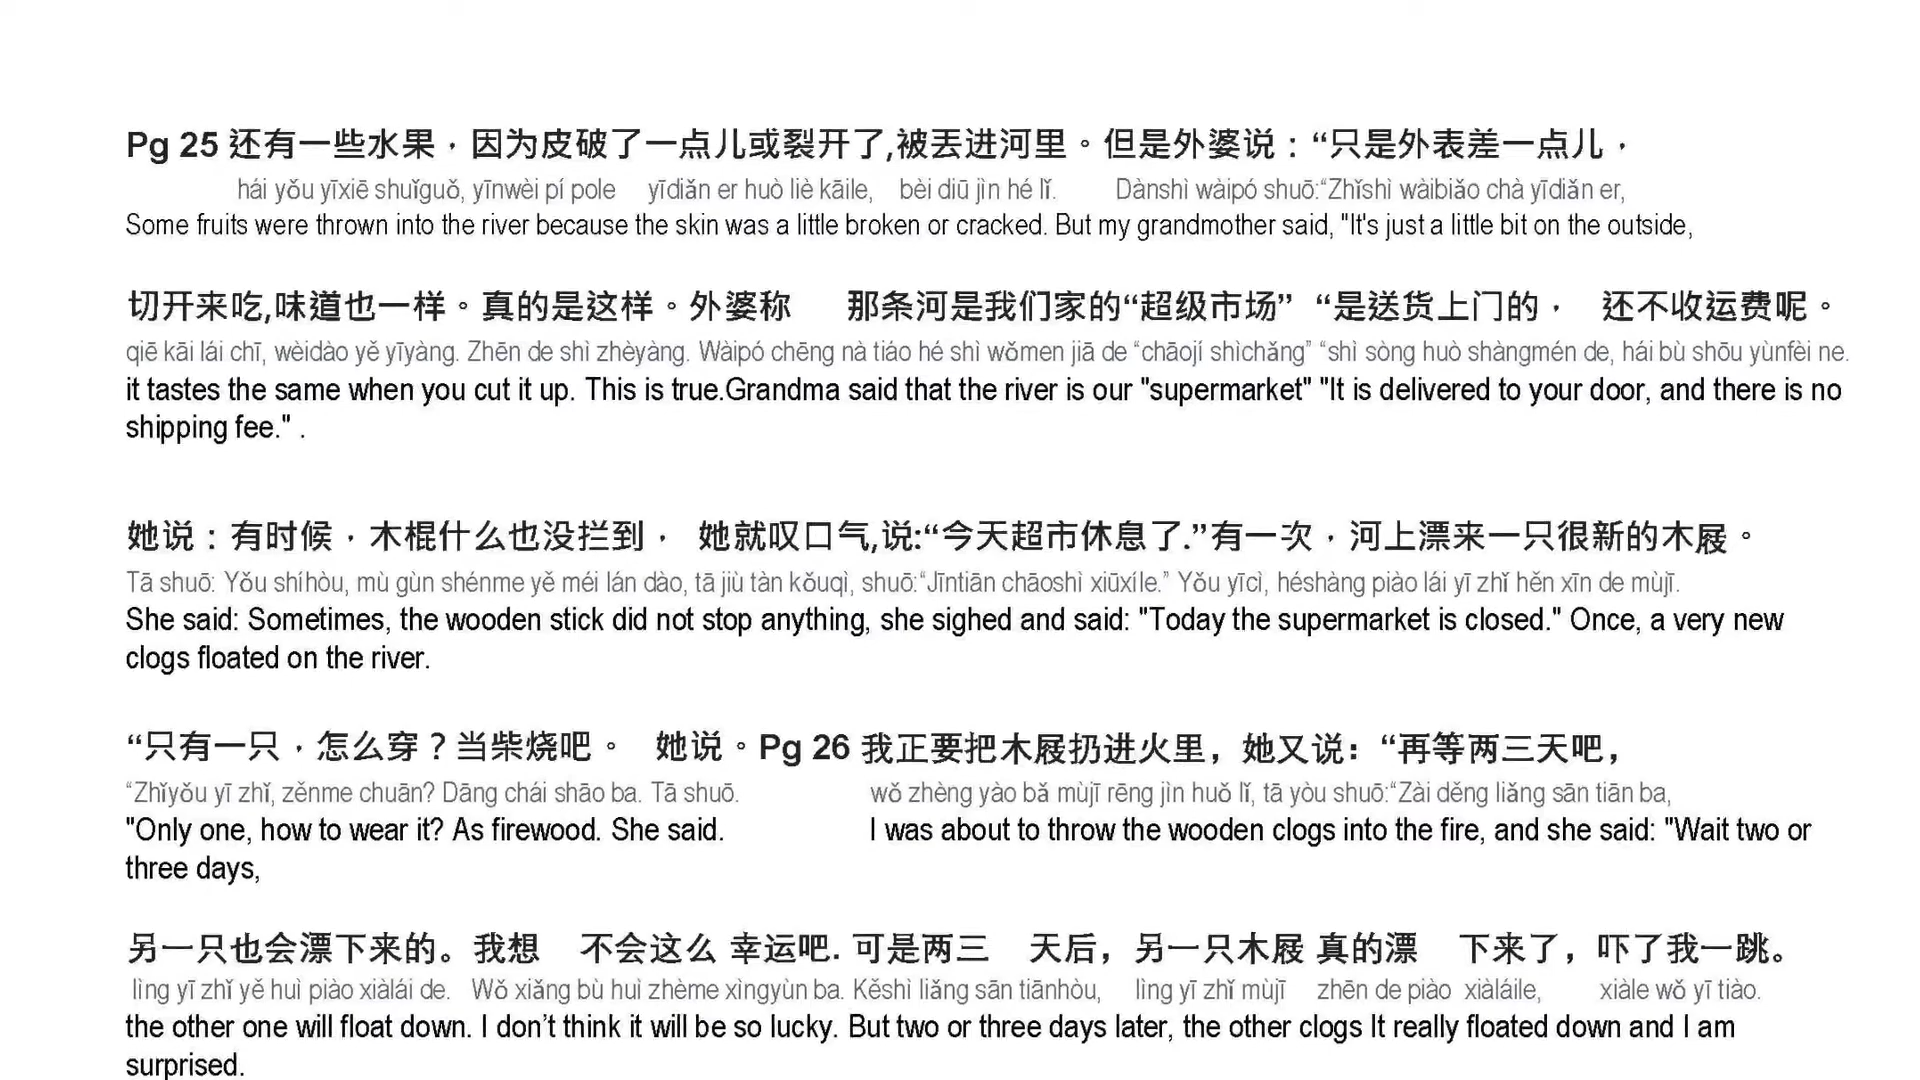 Pg 25 还有一些水果，因为皮破了一点儿或裂开了,被丢进河里。但是外婆说：“只是外表差一点儿，
hái yǒu yīxiē shuǐguǒ, yīnwèi pí pole yīdiǎn er huò liè kāile, bèi diū jìn hé lǐ. Dànshì wàipó shuō:“Zhǐshì wàibiǎo chà yīdiǎn er,
Some fruits were thrown into the river because the skin was a little broken or cracked. But my grandmother said, "It's just a little bit on the outside,
切开来吃,味道也一样。真的是这样。外婆称 那条河是我们家的“超级市场” “是送货上门的， 还不收运费呢。
qiē kāi lái chī, wèidào yě yīyàng. Zhēn de shì zhèyàng. Wàipó chēng nà tiáo hé shì wǒmen jiā de “chāojí shìchǎng” “shì sòng huò shàngmén de, hái bù shōu yùnfèi ne.
it tastes the same when you cut it up. This is true.Grandma said that the river is our "supermarket" "It is delivered to your door, and there is no
shipping fee." .
她说：有时候，木棍什么也没拦到， 她就叹口气,说:“今天超市休息了.”有一次，河上漂来一只很新的木屐。
Tā shuō: Yǒu shíhòu, mù gùn shénme yě méi lán dào, tā jiù tàn kǒuqì, shuō:“Jīntiān chāoshì xiūxíle.” Yǒu yīcì, héshàng piào lái yī zhǐ hěn xīn de mùjī.
She said: Sometimes, the wooden stick did not stop anything, she sighed and said: "Today the supermarket is closed." Once, a very new
clogs floated on the river.
“只有一只，怎么穿？当柴烧吧。 她说。Pg 26 我正要把木屐扔进火里，她又说：“再等两三天吧，
“Zhǐyǒu yī zhǐ, zěnme chuān? Dāng chái shāo ba. Tā shuō. wǒ zhèng yào bǎ mùjī rēng jìn huǒ lǐ, tā yòu shuō:“Zài děng liǎng sān tiān ba,
"Only one, how to wear it? As firewood. She said. I was about to throw the wooden clogs into the fire, and she said: "Wait two or
three days,
另一只也会漂下来的。我想 不会这么 幸运吧. 可是两三 天后，另一只木屐 真的漂 下来了，吓了我一跳。
lìng yī zhǐ yě huì piào xiàlái de. Wǒ xiǎng bù huì zhème xìngyùn ba. Kěshì liǎng sān tiānhòu, lìng yī zhǐ mùjī zhēn de piào xiàláile, xiàle wǒ yī tiào.
the other one will float down. I don’t think it will be so lucky. But two or three days later, the other clogs It really floated down and I am
surprised.